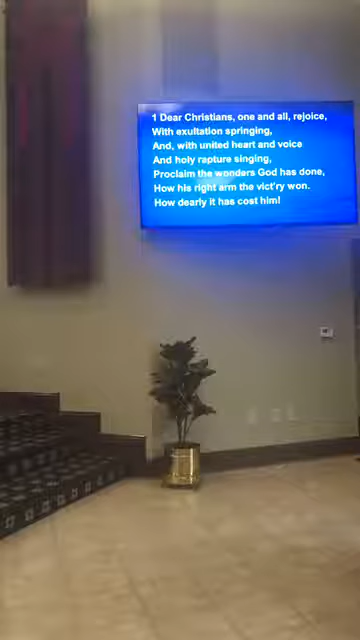 1 Dear Christians, one and all, rejoice,
With exultation springing,
And, with united heart and voice
And holy rapture singing,
Proclaim the wonders God has done,
How his right arm the vict'ry won.
How dearly it has cost him!